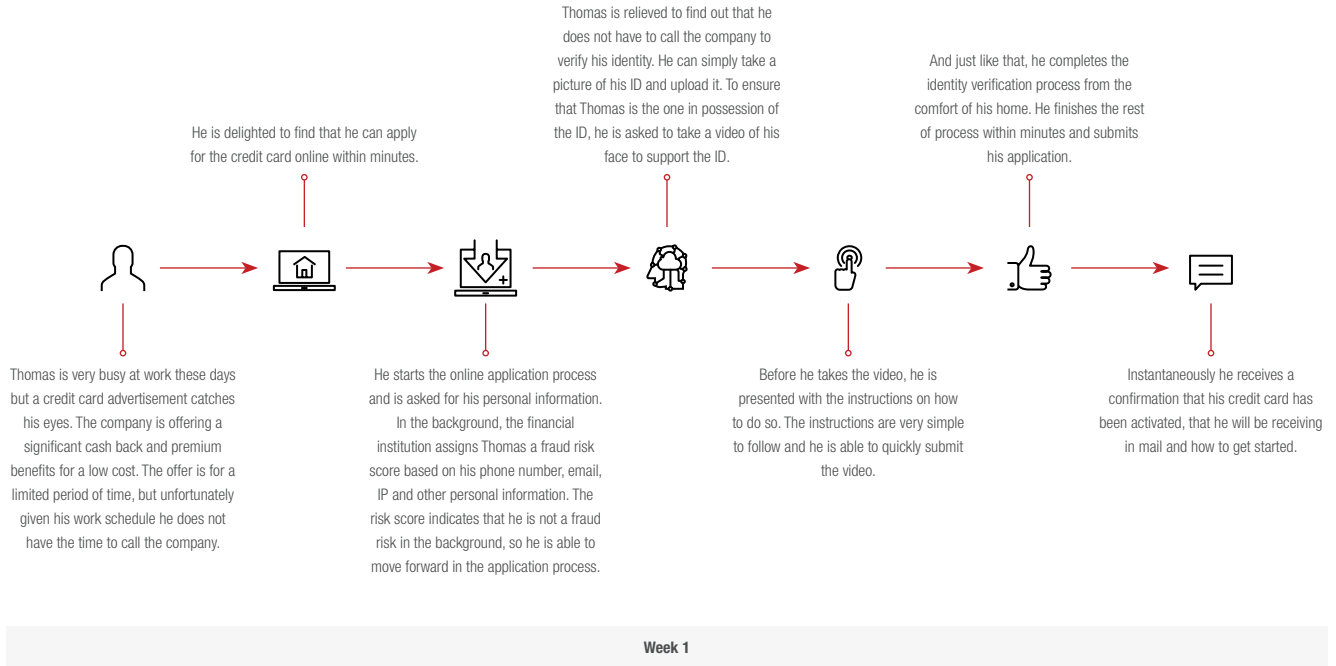 Thomas is very busy at work these days
but a credit card advertisement catches
his eyes. The company is offering a
significant cash back and premium
benefits for a low cost. The offer is for a
limited period of time, but unfortunately
given his work schedule he does not
have the time to call the company.
He is delighted to find that he can apply
for the credit card online within minutes.
He starts the online application process
and is asked for his personal information.
In the background, the financial
institution assigns Thomas a fraud risk
score based on his phone number, email,
IP and other personal information. The
risk score indicates that he is not a fraud
risk in the background, so he is able to
move forward in the application process.
Thomas is relieved to find out that he
does not have to call the company to
verify his identity. He can simply take a
picture of his ID and upload it. To ensure
that Thomas is the one in possession of
the ID, he is asked to take a video of his
face to support the ID.
Before he takes the video, he is
presented with the instructions on how
to do so. The instructions are very simple
to follow and he is able to quickly submit
the video.
And just like that, he completes the
identity verification process from the
comfort of his home. He finishes the rest
of process within minutes and submits
his application.
Instantaneously he receives a
confirmation that his credit card has
been activated, that he will be receiving
in mail and how to get started.
Week 1